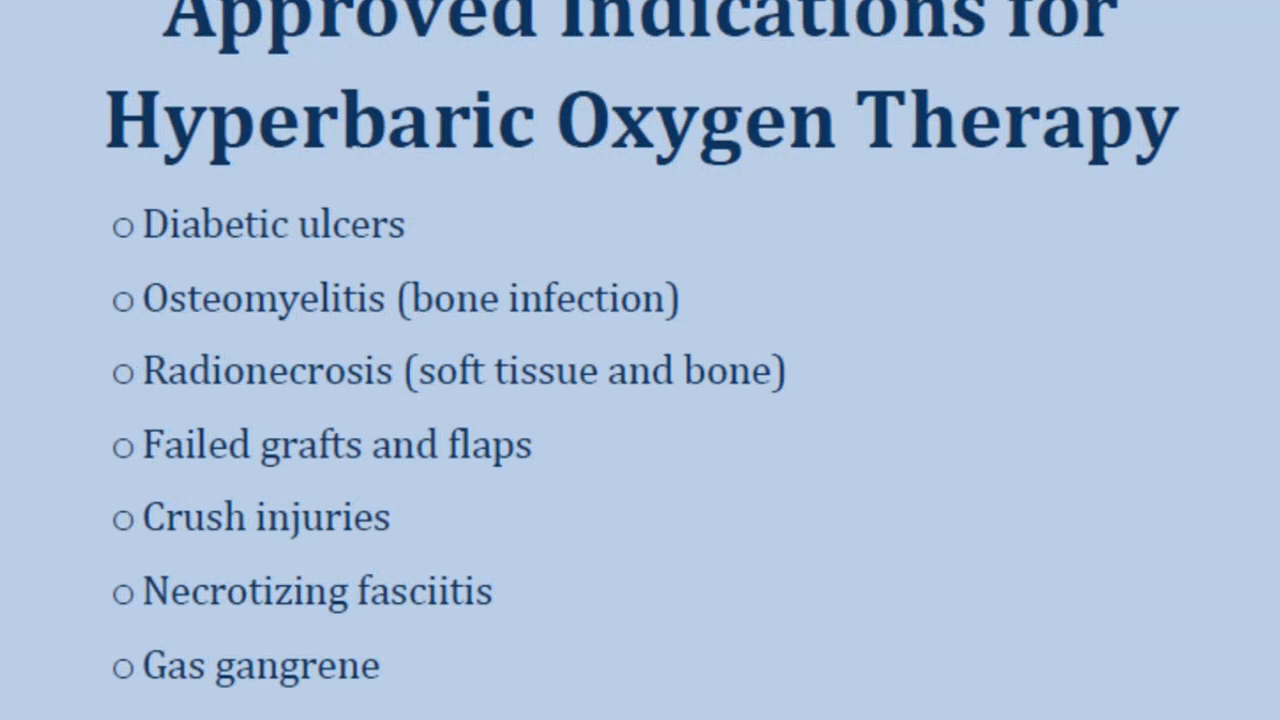 Approved Indications for
Hyperbaric Oxygen Therapy
○ Diabetic ulcers
○ Osteomyelitis (bone infection)
○ Radionecrosis (soft tissue and bone)
○ Failed grafts and flaps
○ Crush injuries
○ Necrotizing fasciitis
○ Gas gangrene